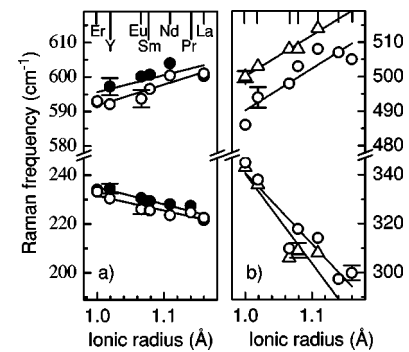 Er Eu Nd La
Y Sm Pr
610
600
590
580
240
220
200
Raman frequency (cm⁻¹)
a)
1.0 1.1
Ionic radius (Å)
520
510
500
490
480
340
320
300
b)
1.0 1.1
Ionic radius (Å)